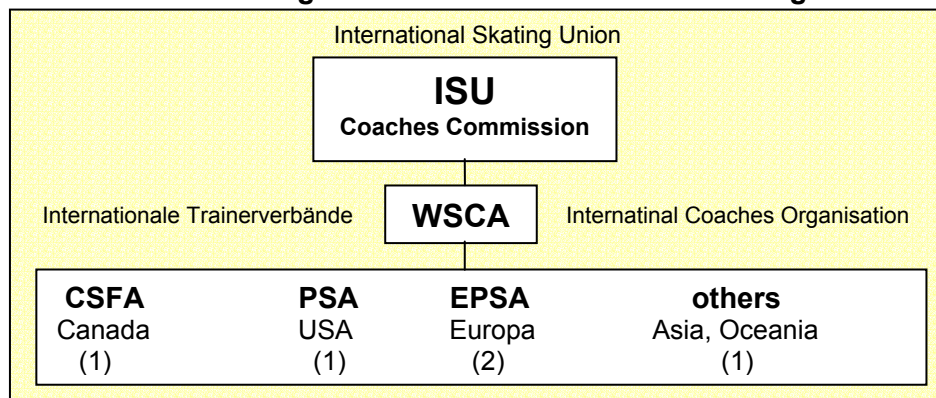 International Skating Union
ISU
Coaches Commission
Internationale Trainerverbände WSCA Internatinal Coaches Organisation
CSFA PSA EPSA others
Canada USA Europa Asia, Oceania
(1) (1) (2) (1)